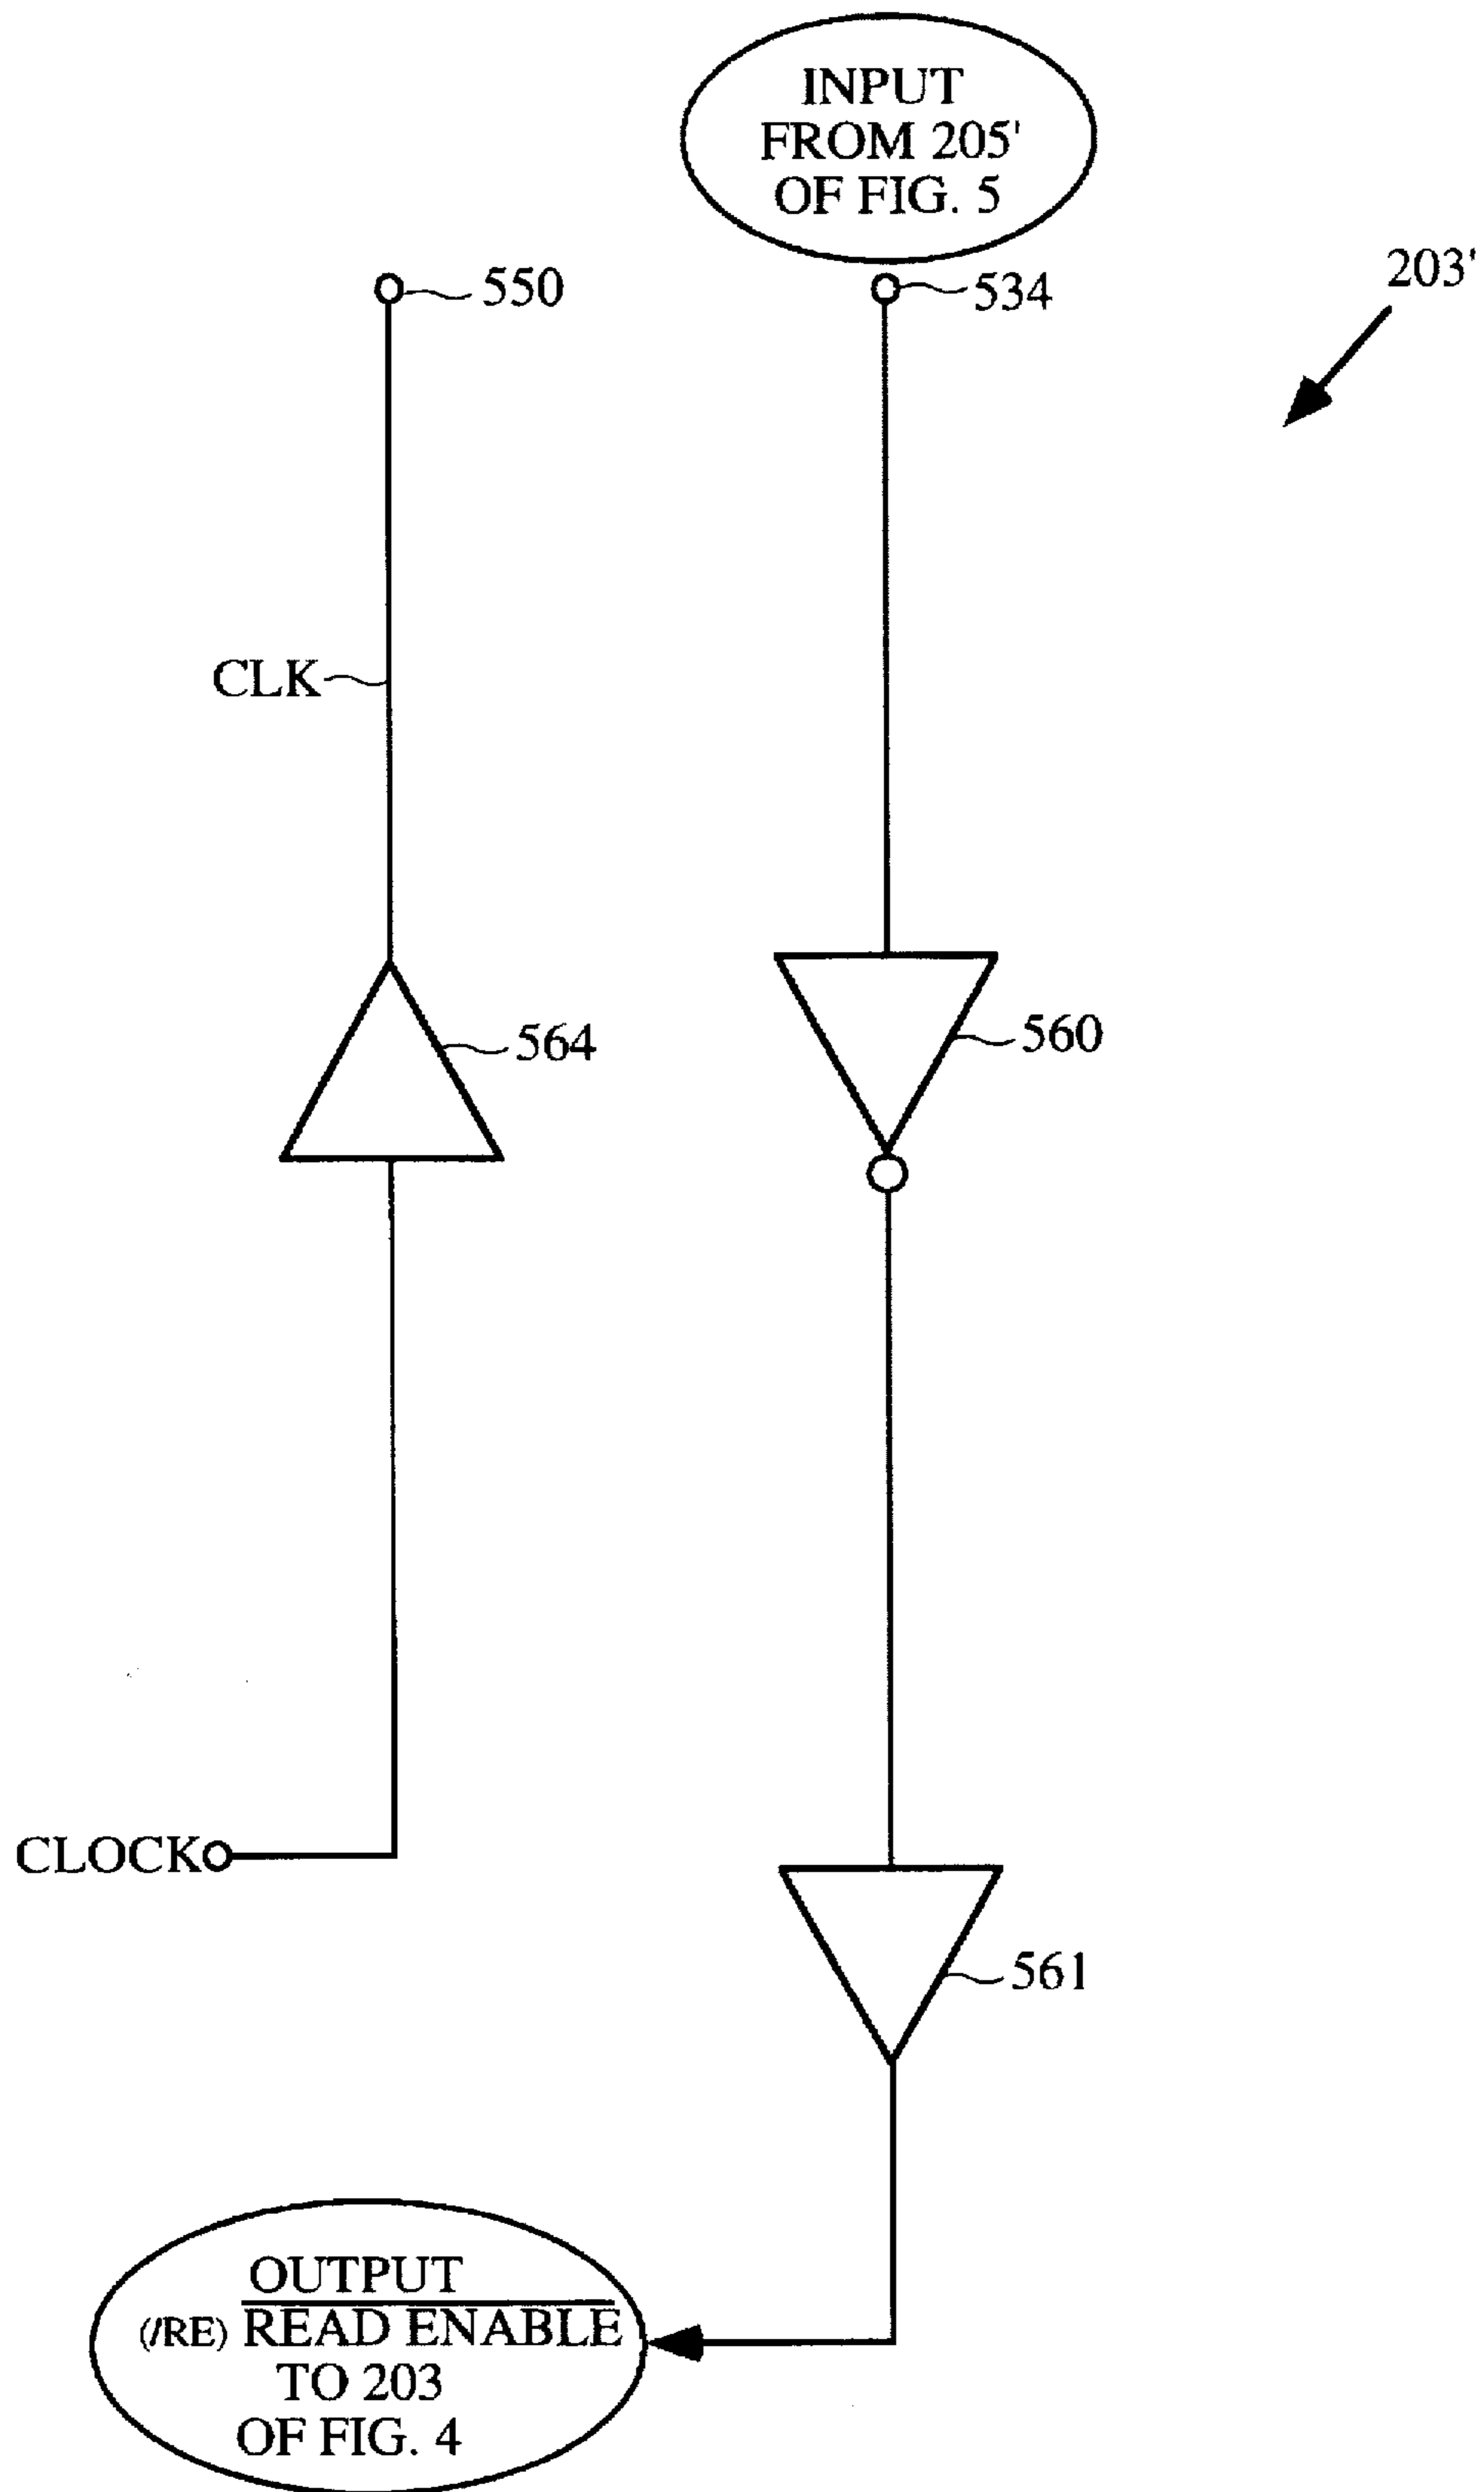 INPUT
FROM 205'
OF FIG. 5
550
534
203'
CLK
564
560
CLOCK
561
OUTPUT
(/RE) READ ENABLE
TO 203
OF FIG. 4